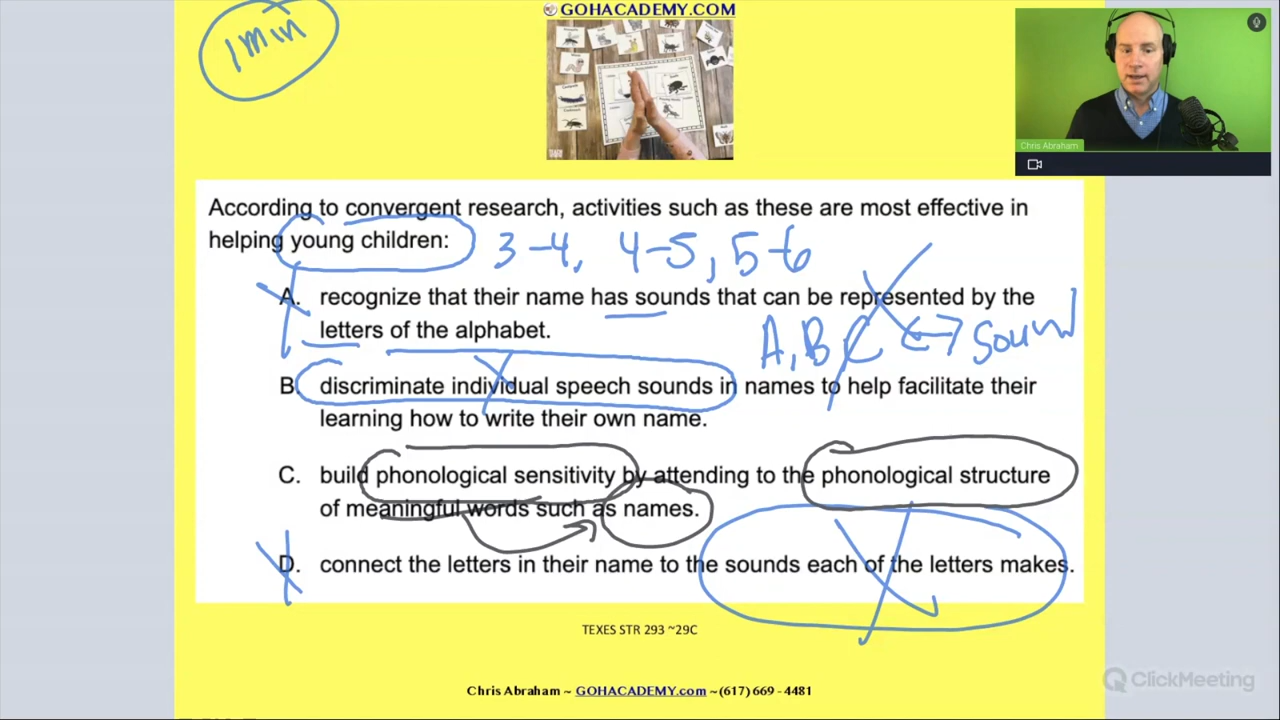 GOHACADEMY.COM
1 min
Chris Abraham
According to convergent research, activities such as these are most effective in
helping young children:
3-4, 4-5, 5-6
A. recognize that their name has sounds that can be represented by the
letters of the alphabet.
A, B C ↔ sound
B. discriminate individual speech sounds in names to help facilitate their
learning how to write their own name.
C. build phonological sensitivity by attending to the phonological structure
of meaningful words such as names.
D. connect the letters in their name to the sounds each of the letters makes.
TEXES STR 293 ~29C
Chris Abraham ~ GOHACADEMY.com ~(617) 669 - 4481
ClickMeeting